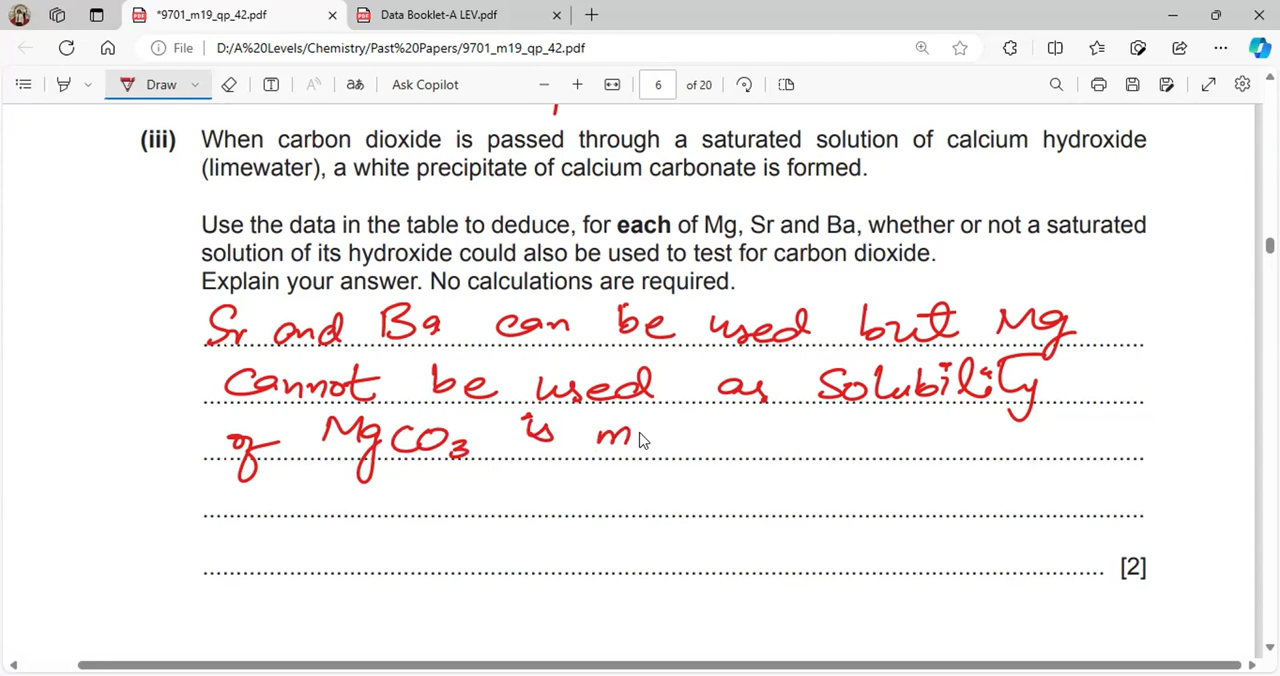 *9701_m19_qp_42.pdf
Data Booklet-A LEV.pdf
File D:/A%20Levels/Chemistry/Past%20Papers/9701_m19_qp_42.pdf
Draw
aあ
Ask Copilot
6 of 20
(iii) When carbon dioxide is passed through a saturated solution of calcium hydroxide
(limewater), a white precipitate of calcium carbonate is formed.
Use the data in the table to deduce, for each of Mg, Sr and Ba, whether or not a saturated
solution of its hydroxide could also be used to test for carbon dioxide.
Explain your answer. No calculations are required.
Sr and Ba can be used but Mg
cannot be used as solubility
of MgCO₃ is m
[2]